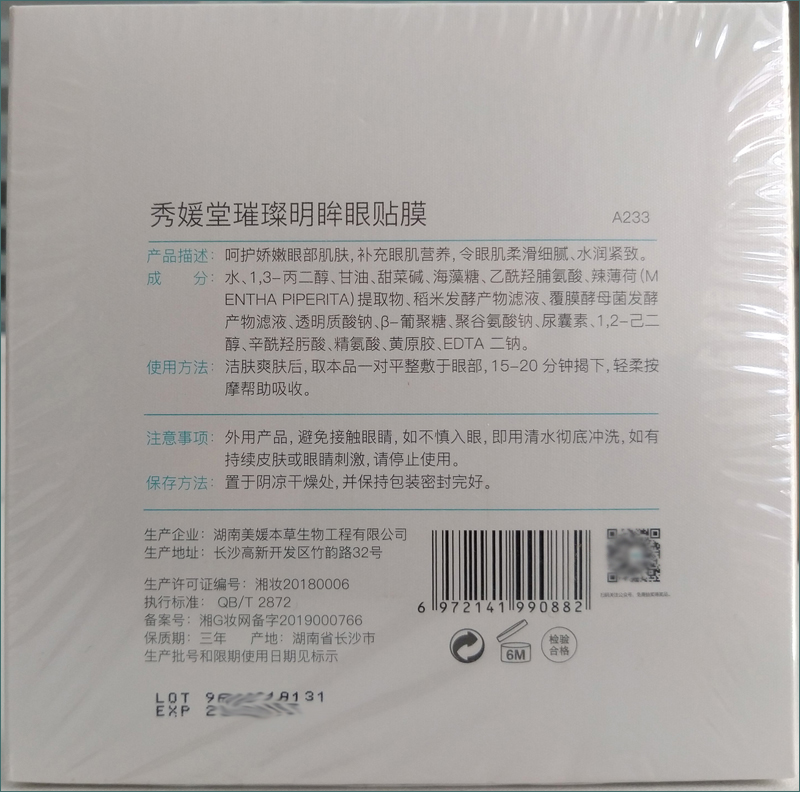 秀媛堂璀璨明眸眼贴膜
A233
产品描述：呵护娇嫩眼部肌肤,补充眼肌营养,令眼肌柔滑细腻、水润紧致。
成 分：水、1,3-丙二醇、甘油、甜菜碱、海藻糖、乙酰羟脯氨酸、辣薄荷(M
ENTHA PIPERITA)提取物、稻米发酵产物滤液、覆膜酵母菌发酵
产物滤液、透明质酸钠、β-葡聚糖、聚谷氨酸钠、尿囊素、1,2-己二
醇、辛酰羟肟酸、精氨酸、黄原胶、EDTA 二钠。
使用方法：洁肤爽肤后,取本品一对平整敷于眼部,15-20 分钟揭下,轻柔按
摩帮助吸收。
注意事项：外用产品,避免接触眼睛,如不慎入眼,即用清水彻底冲洗,如有
持续皮肤或眼睛刺激,请停止使用。
保存方法：置于阴凉干燥处,并保持包装密封完好。
生产企业：湖南美媛本草生物工程有限公司
生产地址：长沙高新开发区竹韵路32号
生产许可证编号：湘妆20180006
执行标准：QB/T 2872
备案号：湘G妆网备字2019000766
保质期：三年 产地：湖南省长沙市
生产批号和限期使用日期见标示
6 972141 990882
6M
检验
合格
LOT
EXP